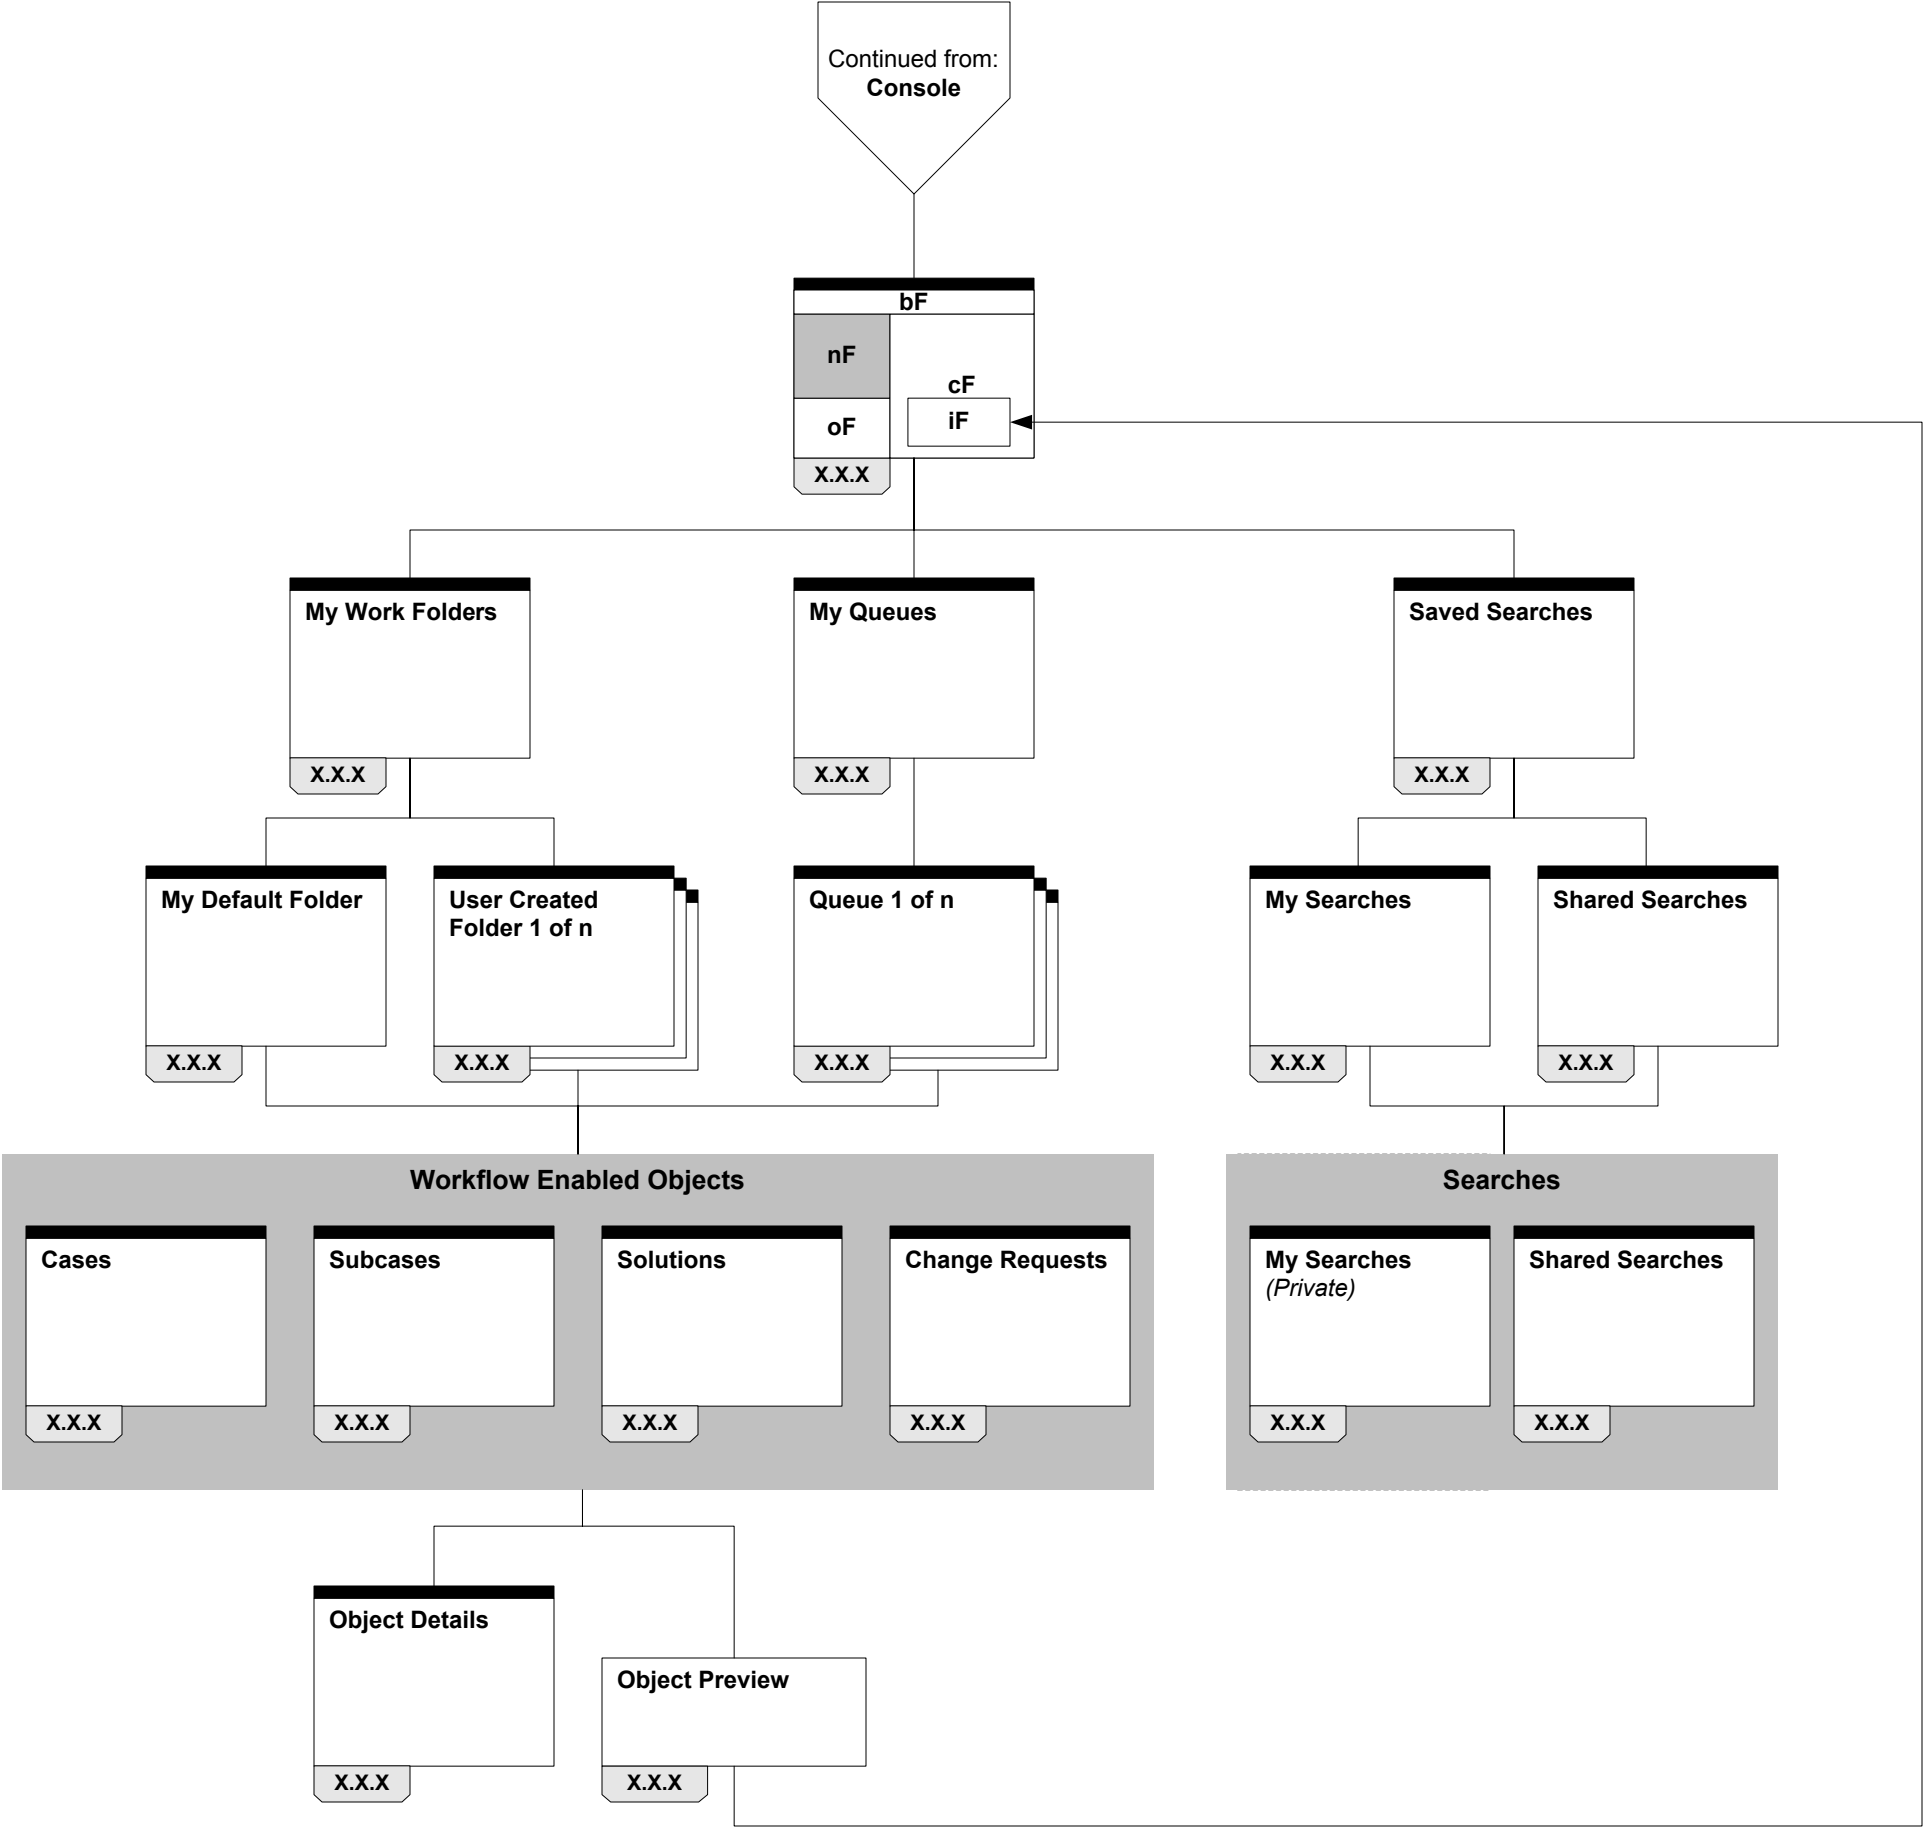 Continued from:
Console
bF
nF
cF
oF
iF
X.X.X
My Work Folders
My Queues
Saved Searches
X.X.X
X.X.X
X.X.X
My Default Folder
User Created
Folder 1 of n
Queue 1 of n
My Searches
Shared Searches
X.X.X
X.X.X
X.X.X
X.X.X
X.X.X
Workflow Enabled Objects
Searches
Cases
Subcases
Solutions
Change Requests
My Searches
(Private)
Shared Searches
X.X.X
X.X.X
X.X.X
X.X.X
X.X.X
X.X.X
Object Details
Object Preview
X.X.X
X.X.X